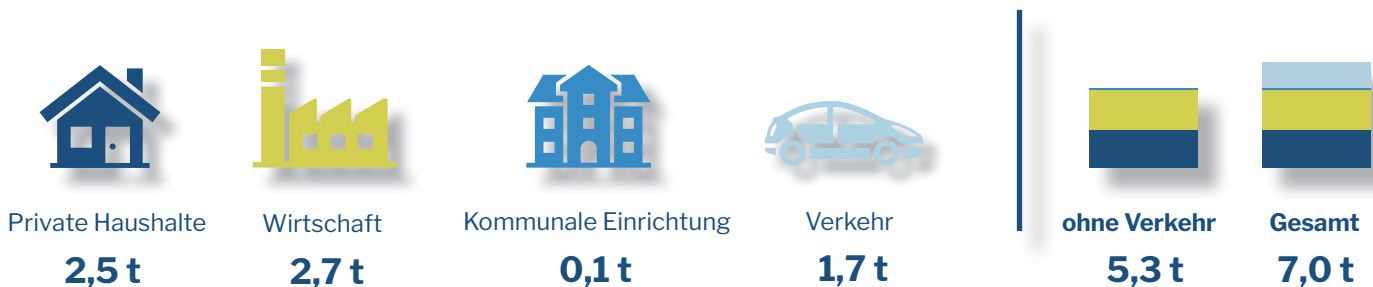 Private Haushalte
2,5 t
Wirtschaft
2,7 t
Kommunale Einrichtung
0,1 t
Verkehr
1,7 t
ohne Verkehr
5,3 t
Gesamt
7,0 t